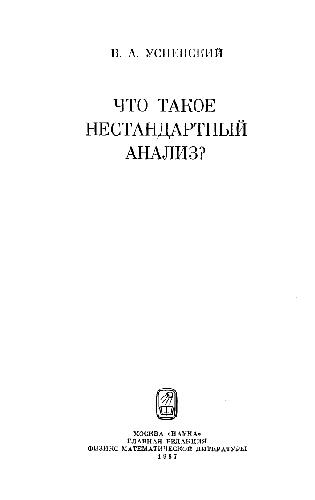 В. А. УСПЕНСКИЙ
ЧТО ТАКОЕ
НЕСТАНДАРТНЫЙ
АНАЛИЗ?
МОСКВА «НАУКА»
ГЛАВНАЯ РЕДАКЦИЯ
ФИЗИКО-МАТЕМАТИЧЕСКОЙ ЛИТЕРАТУРЫ
1987